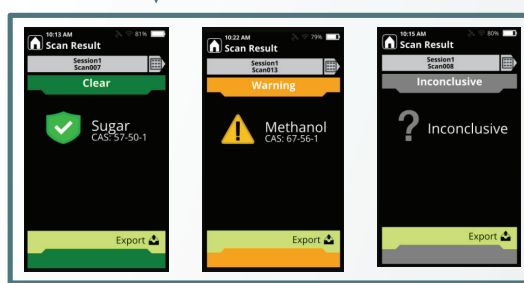 10:13 AM 81%
Scan Result
Session1
Scan007
Clear
Sugar
CAS: 57-50-1
Export
10:22 AM 79%
Scan Result
Session1
Scan013
Warning
Methanol
CAS: 67-56-1
Export
10:15 AM 80%
Scan Result
Session1
Scan008
Inconclusive
? Inconclusive
Export